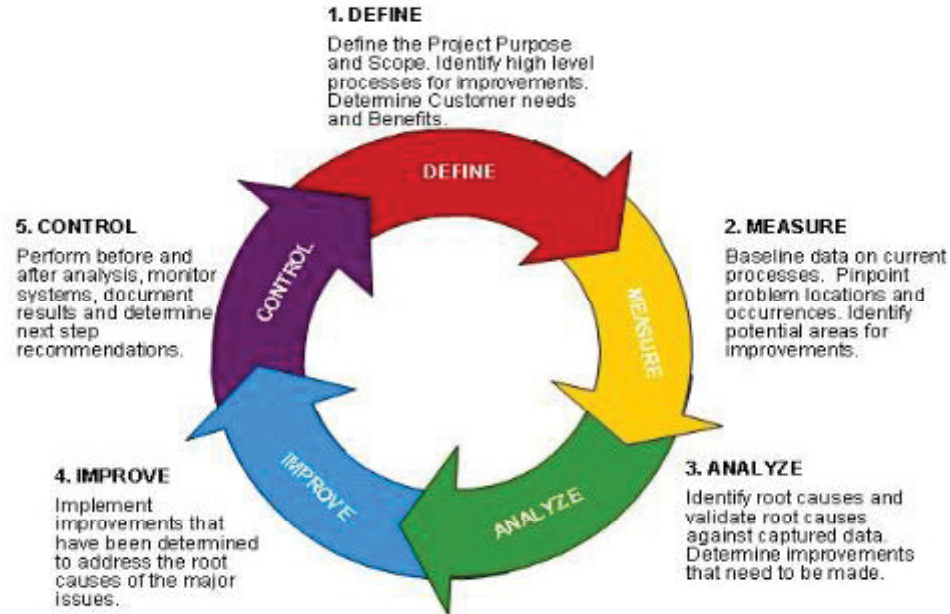 1. DEFINE
Define the Project Purpose
and Scope. Identify high level
processes for improvements.
Determine Customer needs
and Benefits.
DEFINE
2. MEASURE
Baseline data on current
processes. Pinpoint
problem locations and
occurrences. Identify
potential areas for
improvements.
MEASURE
3. ANALYZE
Identify root causes and
validate root causes
against captured data.
Determine improvements
that need to be made.
ANALYZE
4. IMPROVE
Implement
improvements that
have been determined
to address the root
causes of the major
issues.
IMPROVE
5. CONTROL
Perform before and
after analysis, monitor
systems, document
results and determine
next step
recommendations.
CONTROL